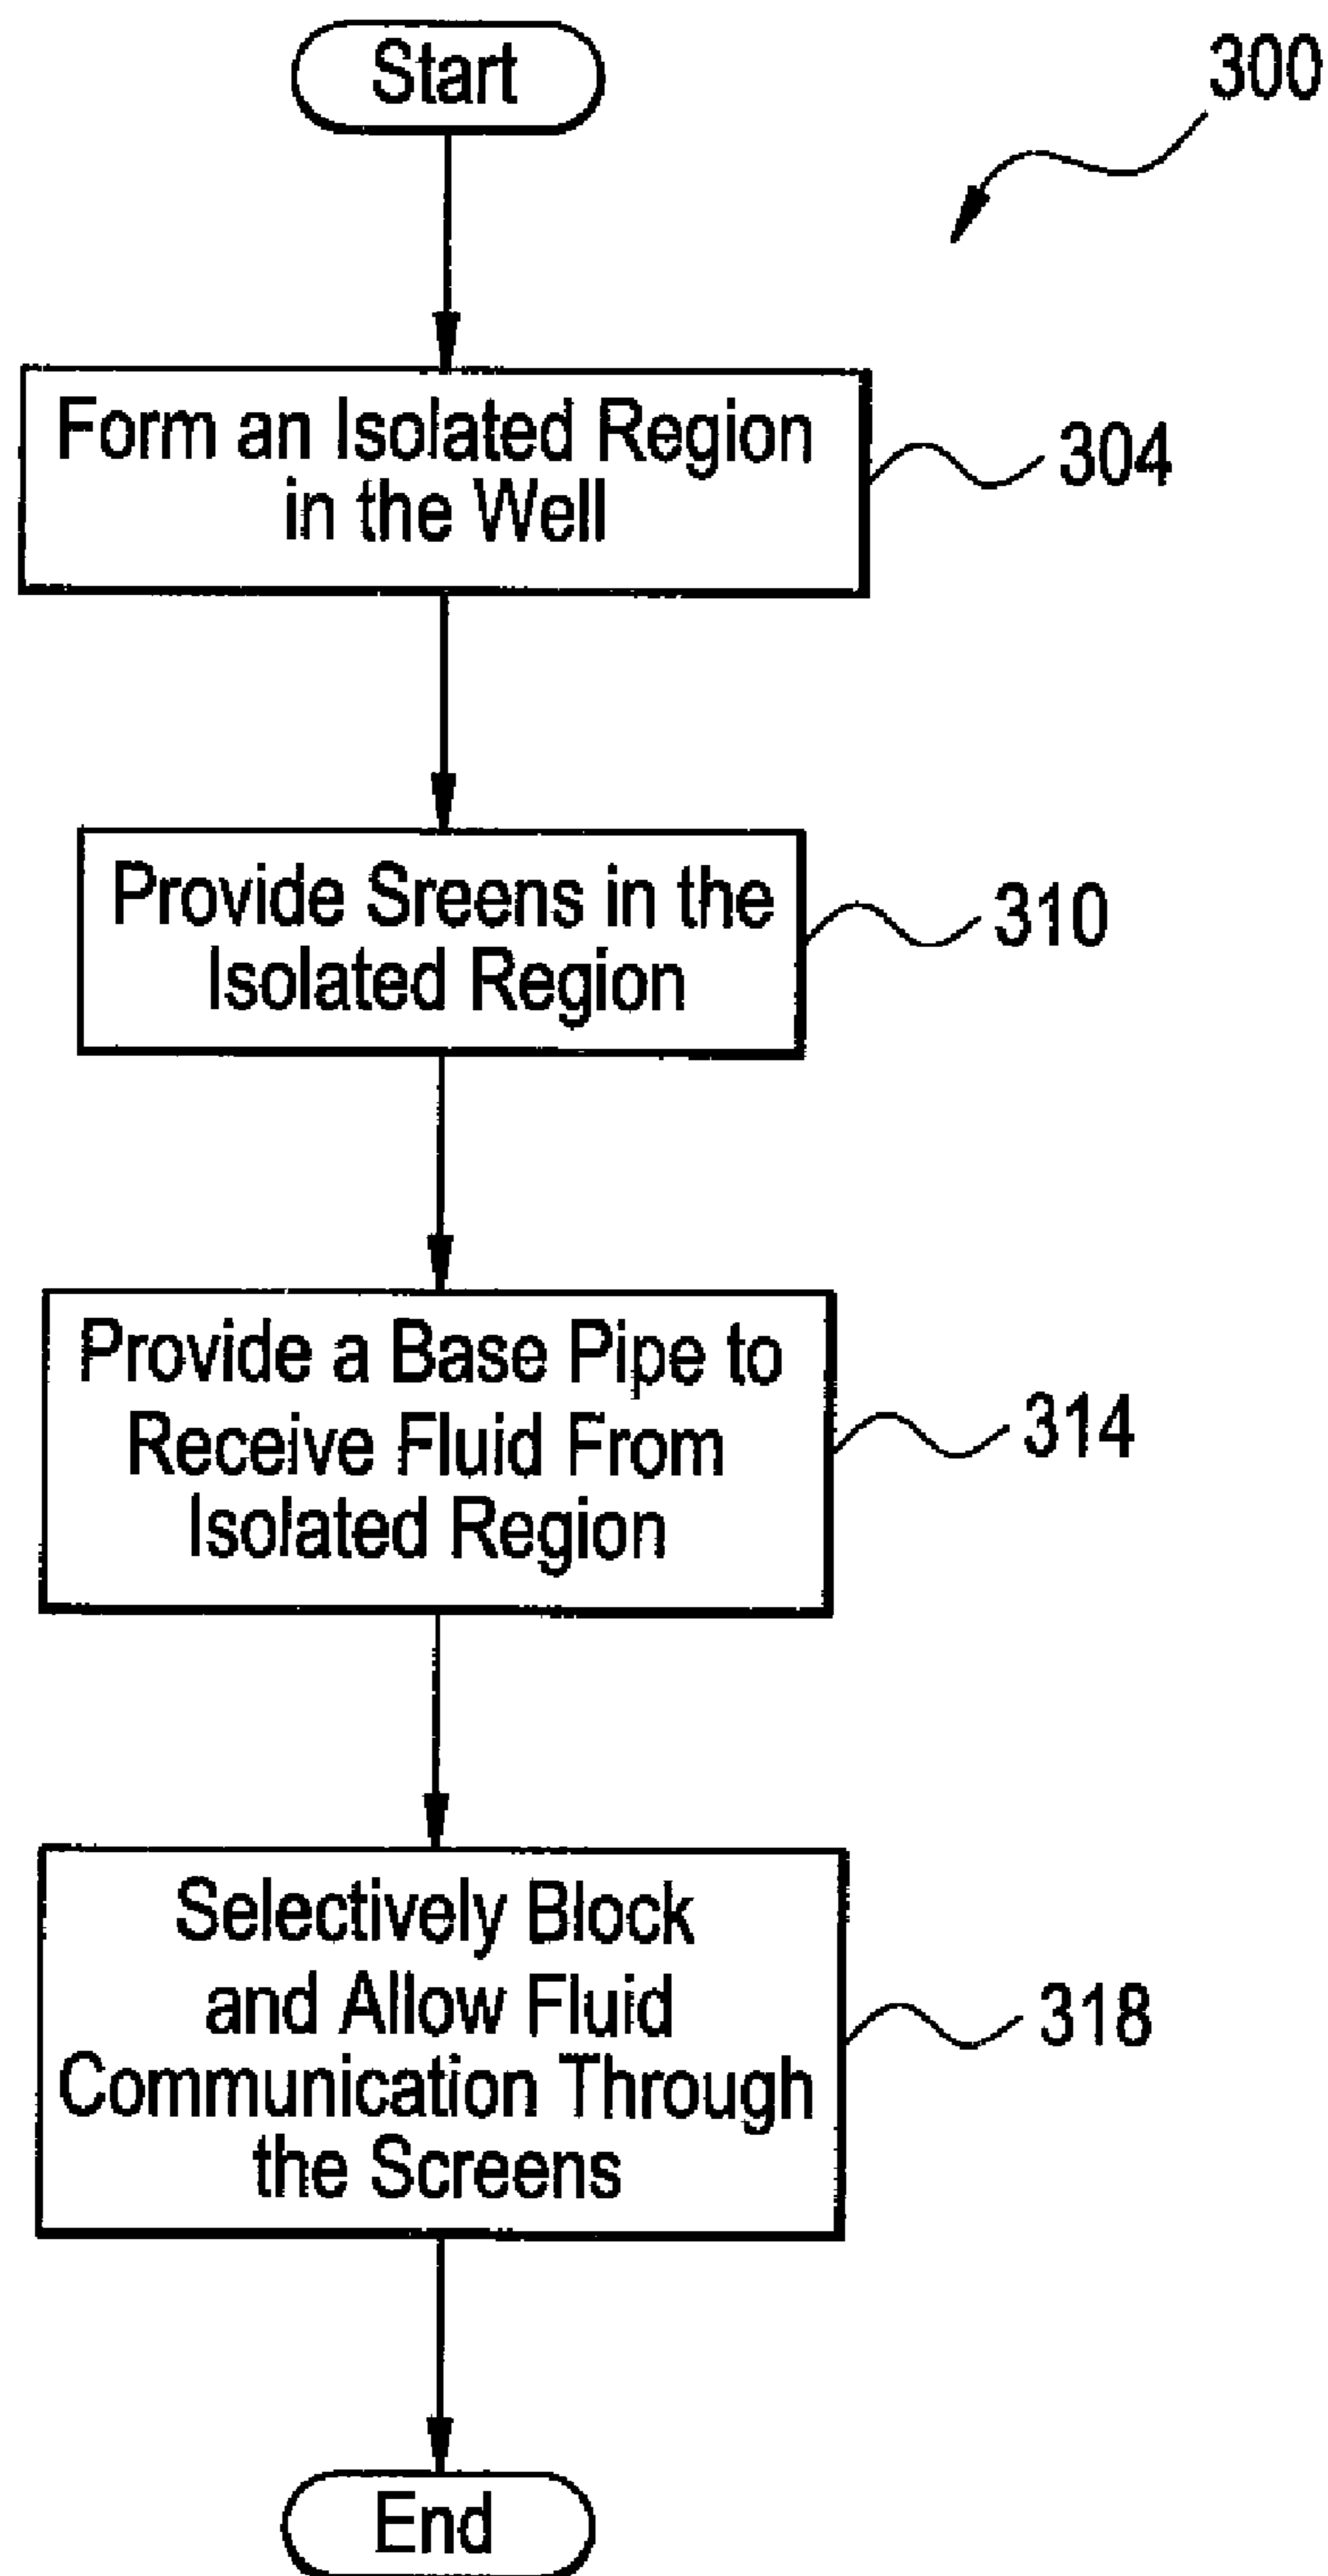 Start
300
Form an Isolated Region
in the Well
304
Provide Sreens in the
Isolated Region
310
Provide a Base Pipe to
Receive Fluid From
Isolated Region
314
Selectively Block
and Allow Fluid
Communication Through
the Screens
318
End